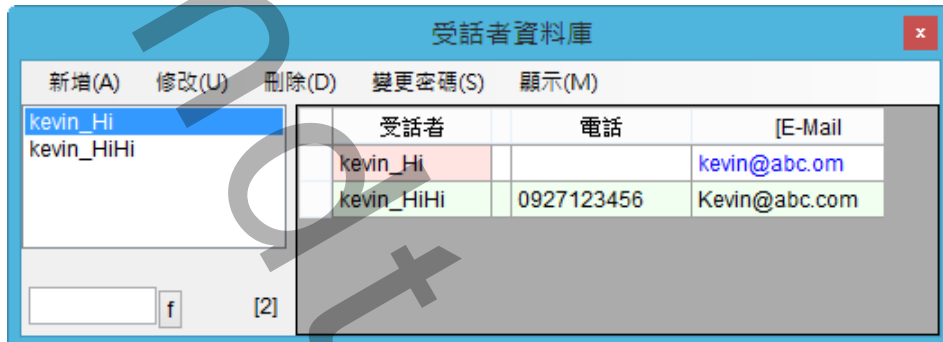 受話者資料庫
x
新增(A) 修改(U) 刪除(D) 變更密碼(S) 顯示(M)
kevin_Hi
kevin_HiHi
受話者 電話 [E-Mail
kevin_Hi kevin@abc.om
kevin_HiHi 0927123456 Kevin@abc.com
f [2]